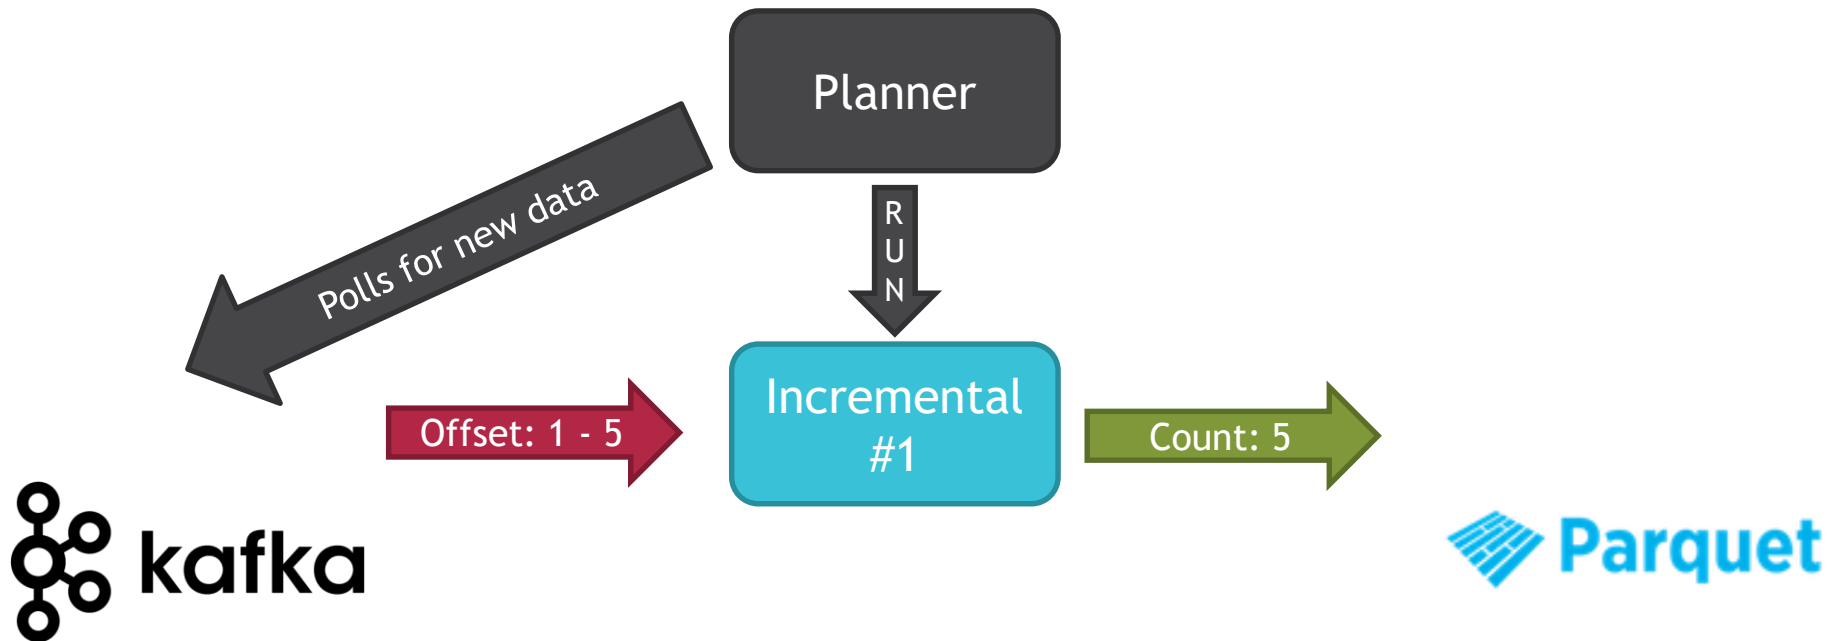 Planner
Polls for new data
R
U
N
Offset: 1 - 5
Incremental
#1
Count: 5
kafka
Parquet